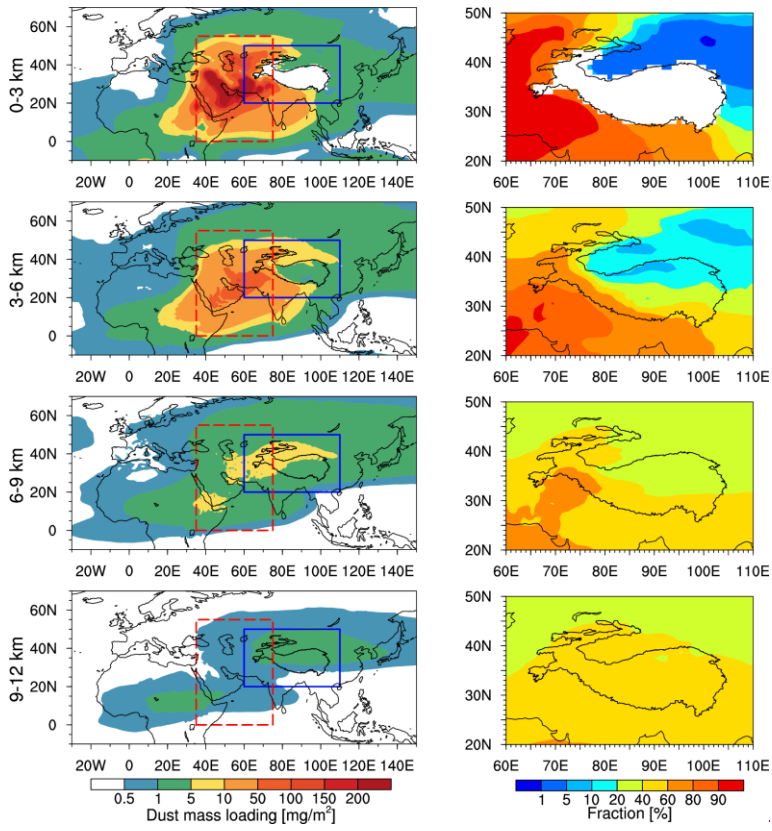 0-3 km
60N
40N
20N
0
20W 0 20E 40E 60E 80E 100E 120E 140E
50N
40N
30N
20N
60E 70E 80E 90E 100E 110E
3-6 km
60N
40N
20N
0
20W 0 20E 40E 60E 80E 100E 120E 140E
50N
40N
30N
20N
60E 70E 80E 90E 100E 110E
6-9 km
60N
40N
20N
0
20W 0 20E 40E 60E 80E 100E 120E 140E
50N
40N
30N
20N
60E 70E 80E 90E 100E 110E
9-12 km
60N
40N
20N
0
20W 0 20E 40E 60E 80E 100E 120E 140E
50N
40N
30N
20N
60E 70E 80E 90E 100E 110E
0.5 1 5 10 50 100 150 200
Dust mass loading [mg/m²]
1 5 10 20 40 60 80 90
Fraction [%]